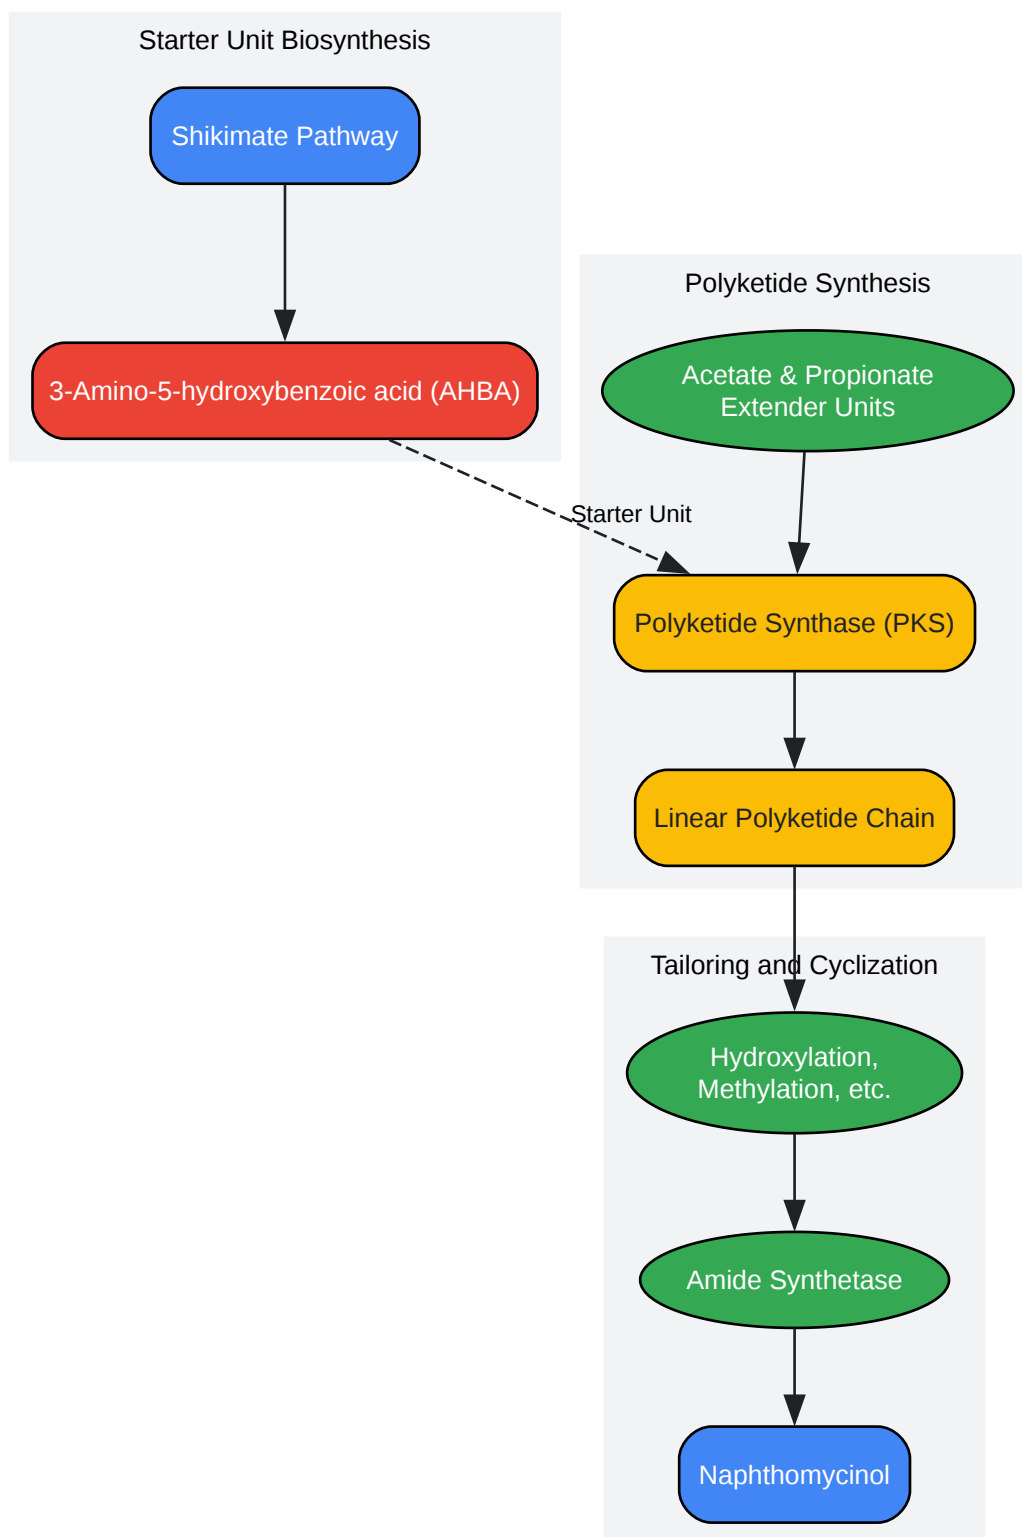 Starter Unit Biosynthesis
Shikimate Pathway
3-Amino-5-hydroxybenzoic acid (AHBA)
Polyketide Synthesis
Acetate & Propionate
Extender Units
Starter Unit
Polyketide Synthase (PKS)
Linear Polyketide Chain
Tailoring and Cyclization
Hydroxylation,
Methylation, etc.
Amide Synthetase
Naphthomycinol